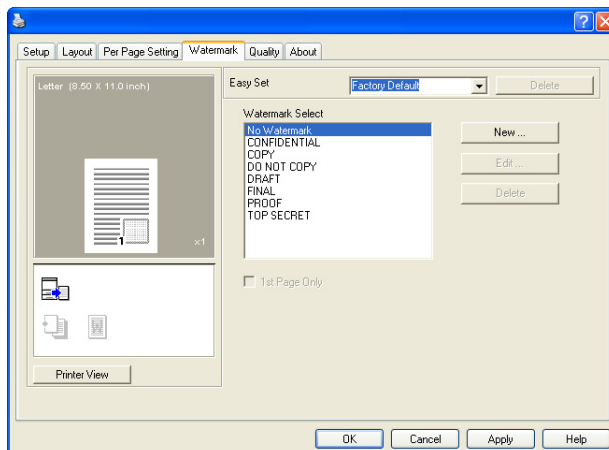 Setup Layout Per Page Setting Watermark Quality About
Letter (8.50 X 11.0 inch)
1
x1
Printer View
Easy Set Factory Default Delete
Watermark Select
No Watermark
CONFIDENTIAL
COPY
DO NOT COPY
DRAFT
FINAL
PROOF
TOP SECRET
New ...
Edit ...
Delete
1st Page Only
OK Cancel Apply Help